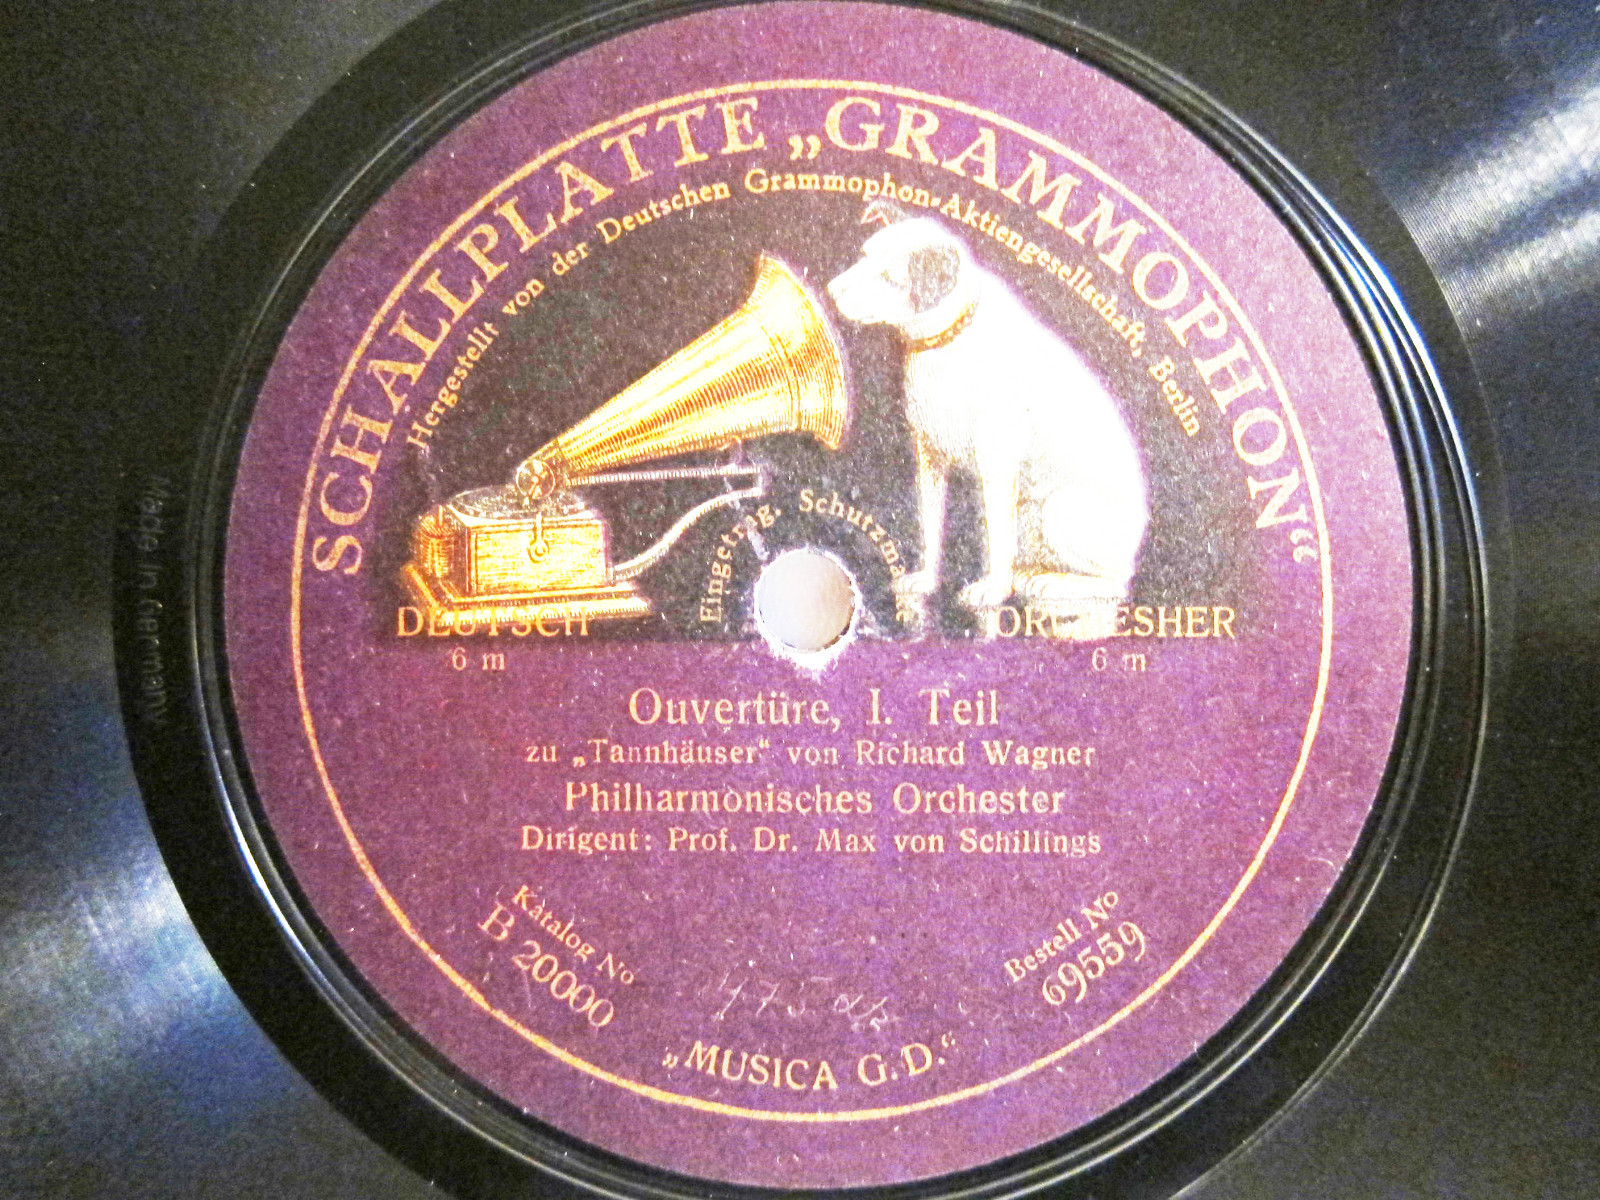 SCHALLPLATTE „GRAMMOPHON“
Hergestellt von der Deutschen Grammophon-Aktiengesellschaft, Berlin
Eingetrag. Schutzmarke
DEUTSCH
6 m
ORCHESHER
6 m
Ouvertüre, I. Teil
zu „Tannhäuser“ von Richard Wagner
Philharmonisches Orchester
Dirigent: Prof. Dr. Max von Schillings
Katalog No
B 20000
Bestell No
69559
475
„MUSICA G.D.“
Made in Germany